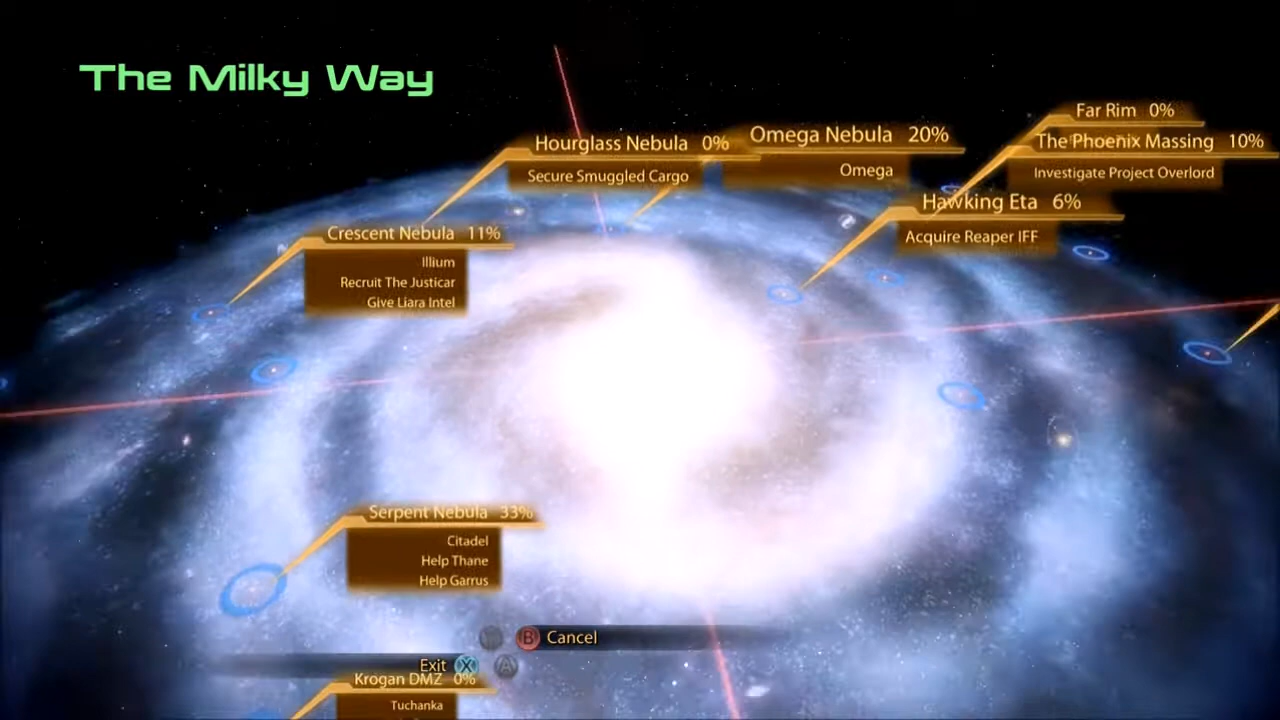 The Milky Way
Far Rim 0%
The Phoenix Massing 10%
Investigate Project Overlord
Omega Nebula 20%
Omega
Hourglass Nebula 0%
Secure Smuggled Cargo
Hawking Eta 6%
Acquire Reaper IFF
Crescent Nebula 11%
Illium
Recruit The Justicar
Give Liara Intel
Serpent Nebula 33%
Citadel
Help Thane
Help Garrus
B Cancel
Exit X A
Krogan DMZ 0%
Tuchanka